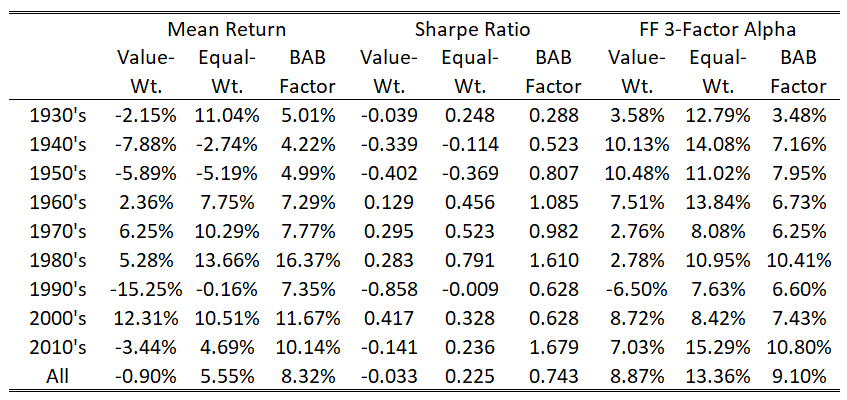 Mean Return Sharpe Ratio FF 3-Factor Alpha
Value- Equal- BAB Value- Equal- BAB Value- Equal- BAB
Wt. Wt. Factor Wt. Wt. Factor Wt. Wt. Factor
1930's -2.15% 11.04% 5.01% -0.039 0.248 0.288 3.58% 12.79% 3.48%
1940's -7.88% -2.74% 4.22% -0.339 -0.114 0.523 10.13% 14.08% 7.16%
1950's -5.89% -5.19% 4.99% -0.402 -0.369 0.807 10.48% 11.02% 7.95%
1960's 2.36% 7.75% 7.29% 0.129 0.456 1.085 7.51% 13.84% 6.73%
1970's 6.25% 10.29% 7.77% 0.295 0.523 0.982 2.76% 8.08% 6.25%
1980's 5.28% 13.66% 16.37% 0.283 0.791 1.610 2.78% 10.95% 10.41%
1990's -15.25% -0.16% 7.35% -0.858 -0.009 0.628 -6.50% 7.63% 6.60%
2000's 12.31% 10.51% 11.67% 0.417 0.328 0.628 8.72% 8.42% 7.43%
2010's -3.44% 4.69% 10.14% -0.141 0.236 1.679 7.03% 15.29% 10.80%
All -0.90% 5.55% 8.32% -0.033 0.225 0.743 8.87% 13.36% 9.10%